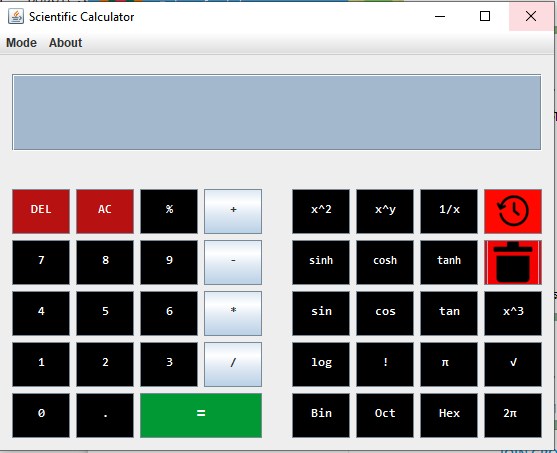 Scientific Calculator
Mode About
DEL AC % + x^2 x^y 1/x
7 8 9 - sinh cosh tanh
4 5 6 * sin cos tan x^3
1 2 3 / log ! π √
0 . = Bin Oct Hex 2π